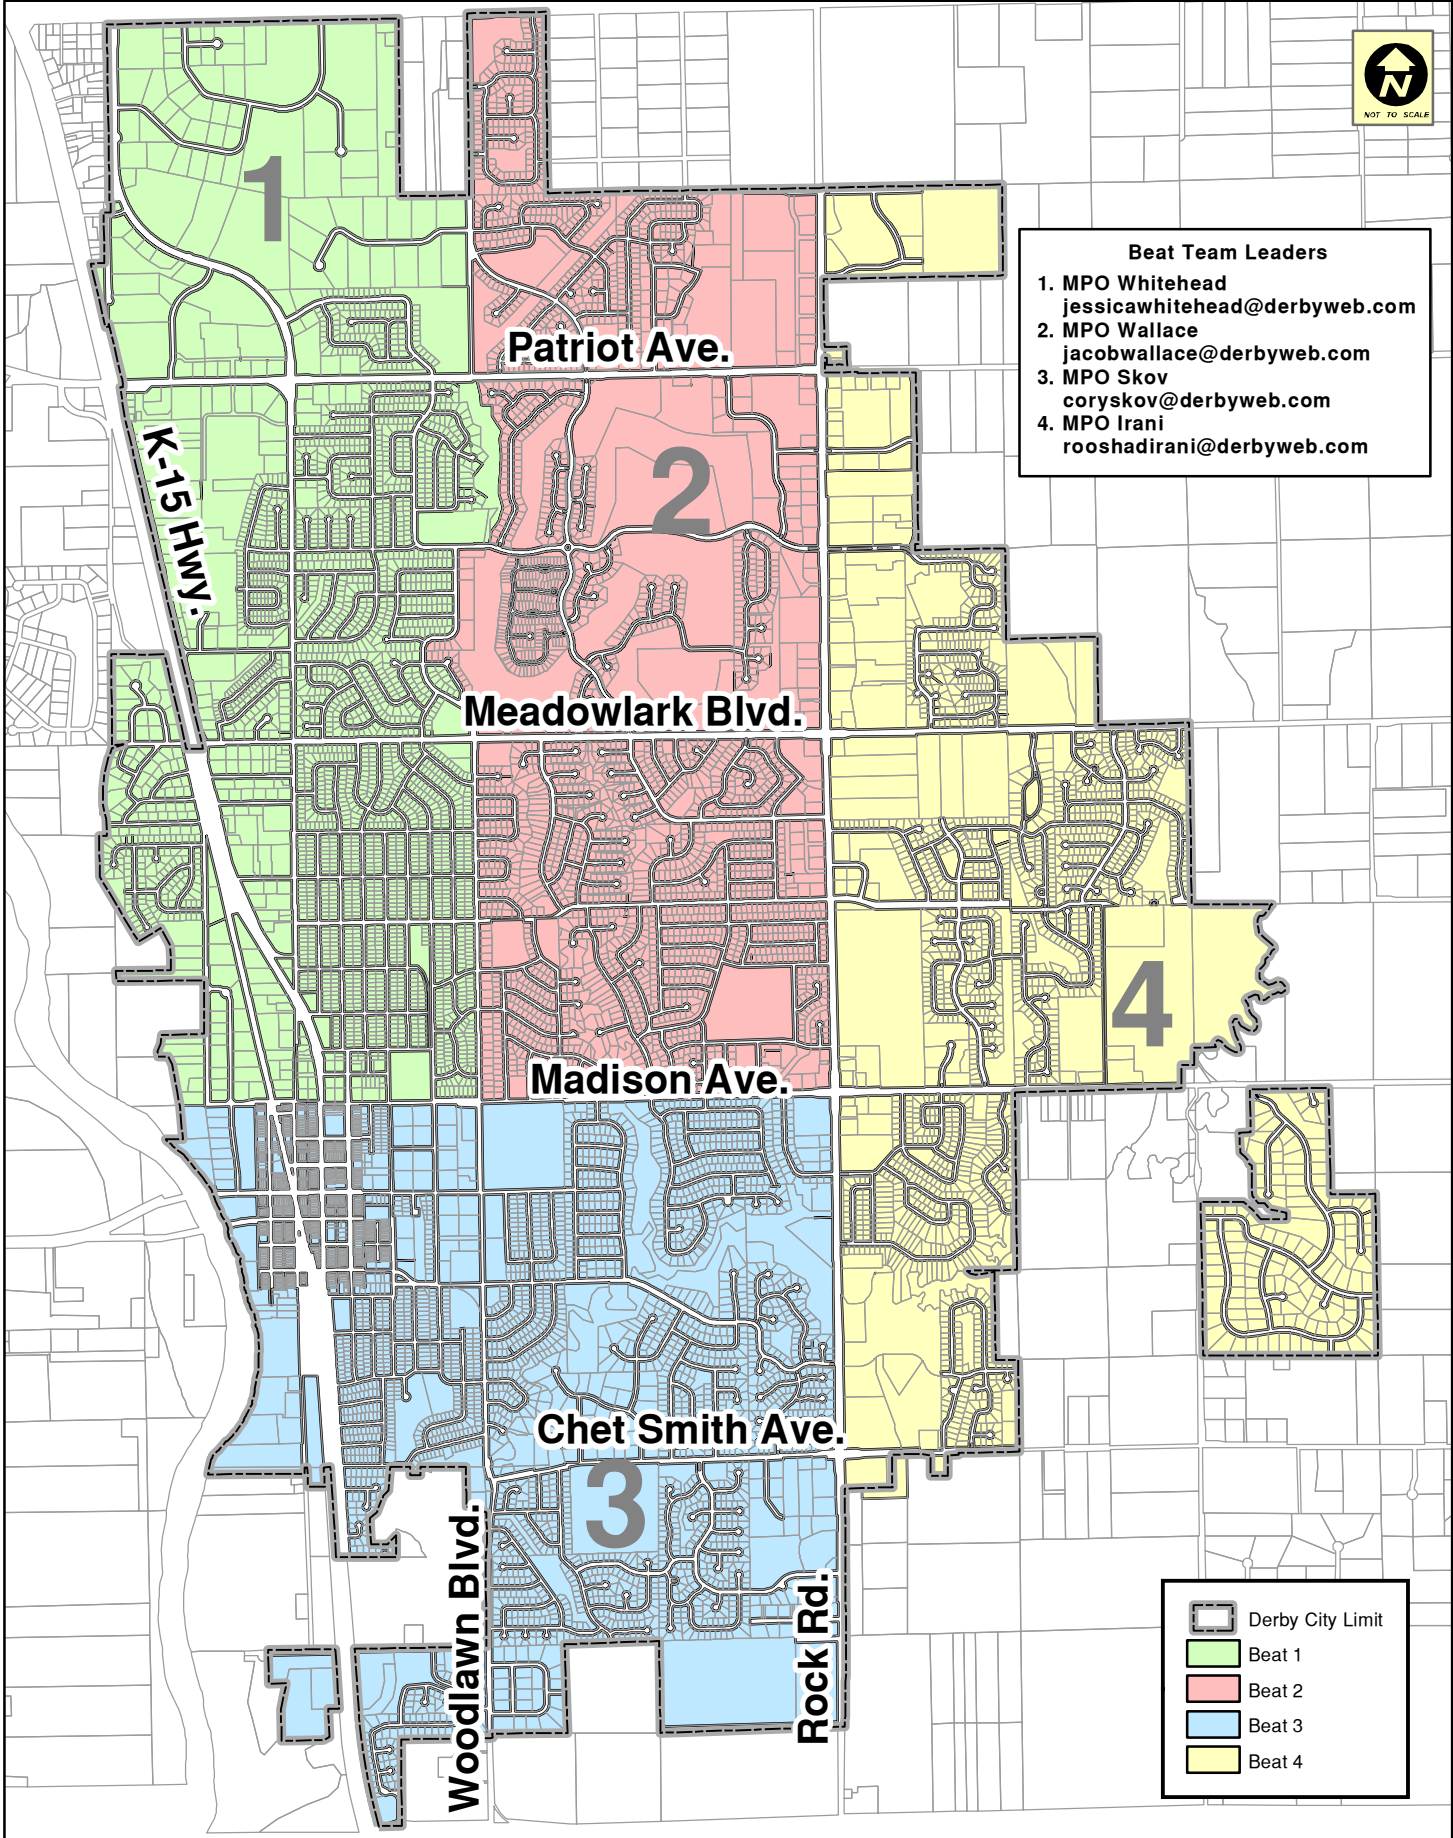 1
N
NOT TO SCALE
Beat Team Leaders
1. MPO Whitehead
jessicawhitehead@derbyweb.com
2. MPO Wallace
jacobwallace@derbyweb.com
3. MPO Skov
coryskov@derbyweb.com
4. MPO Irani
rooshadirani@derbyweb.com
Patriot Ave.
K-15 Hwy.
2
Meadowlark Blvd.
4
Madison Ave.
Chet Smith Ave.
3
Woodlawn Blvd.
Rock Rd.
Derby City Limit
Beat 1
Beat 2
Beat 3
Beat 4